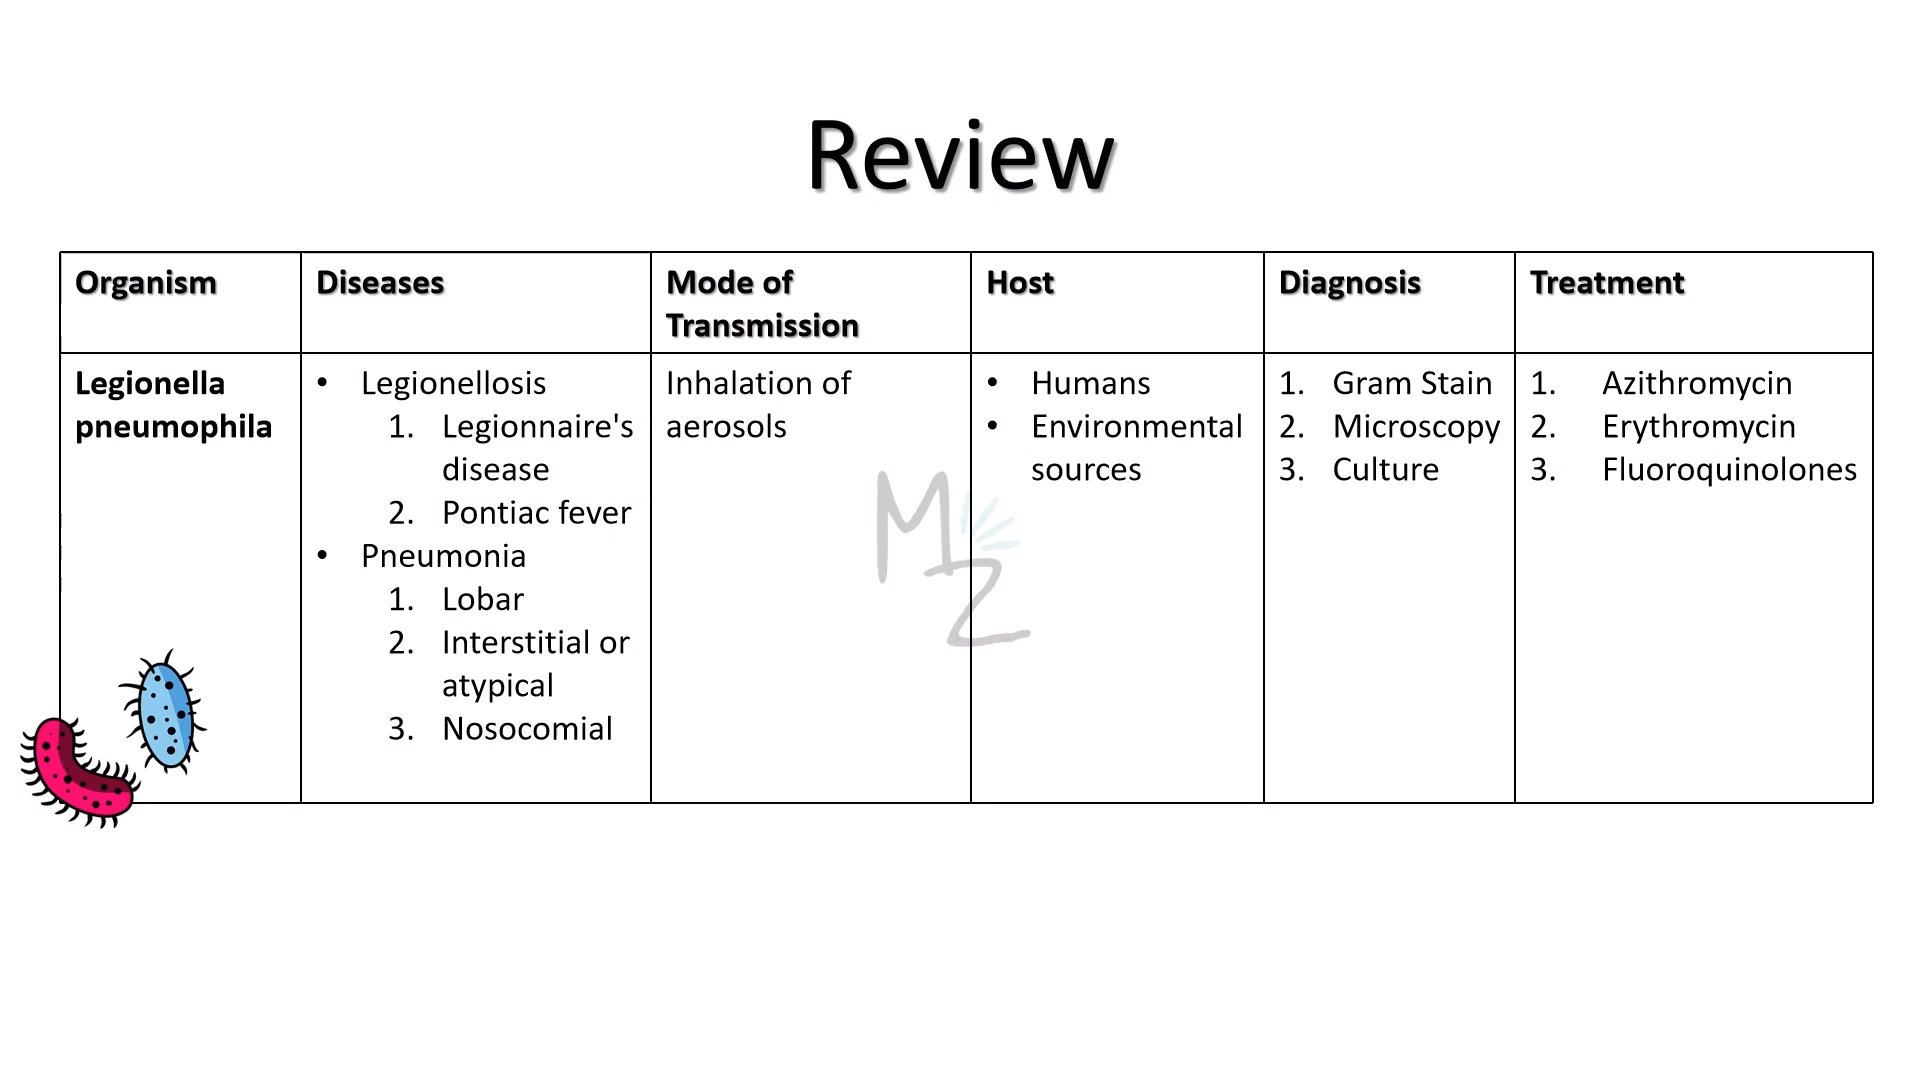 Review
Organism
Diseases
Mode of
Transmission
Host
Diagnosis
Treatment
Legionella
pneumophila
• Legionellosis
1. Legionnaire's
disease
2. Pontiac fever
• Pneumonia
1. Lobar
2. Interstitial or
atypical
3. Nosocomial
Inhalation of
aerosols
• Humans
• Environmental
sources
1. Gram Stain
2. Microscopy
3. Culture
1. Azithromycin
2. Erythromycin
3. Fluoroquinolones
MZ